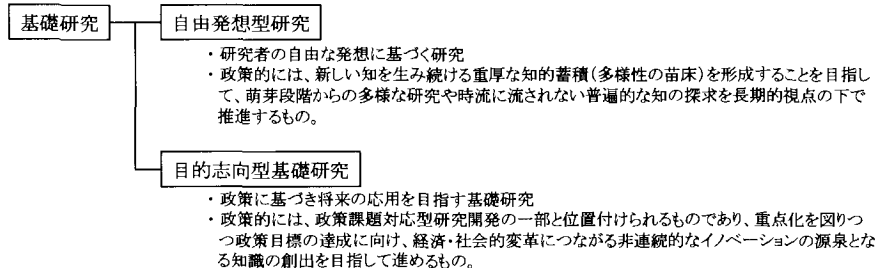 基礎研究
自由発想型研究
・研究者の自由な発想に基づく研究
・政策的には、新しい知を生み続ける重厚な知的蓄積(多様性の苗床)を形成することを目指し
て、萌芽段階からの多様な研究や時流に流されない普遍的な知の探求を長期的視点の下で
推進するもの。
目的志向型基礎研究
・政策に基づき将来の応用を目指す基礎研究
・政策的には、政策課題対応型研究開発の一部と位置付けられるものであり、重点化を図りつ
つ政策目標の達成に向け、経済・社会的変革につながる非連続的なイノベーションの源泉とな
る知識の創出を目指して進めるもの。